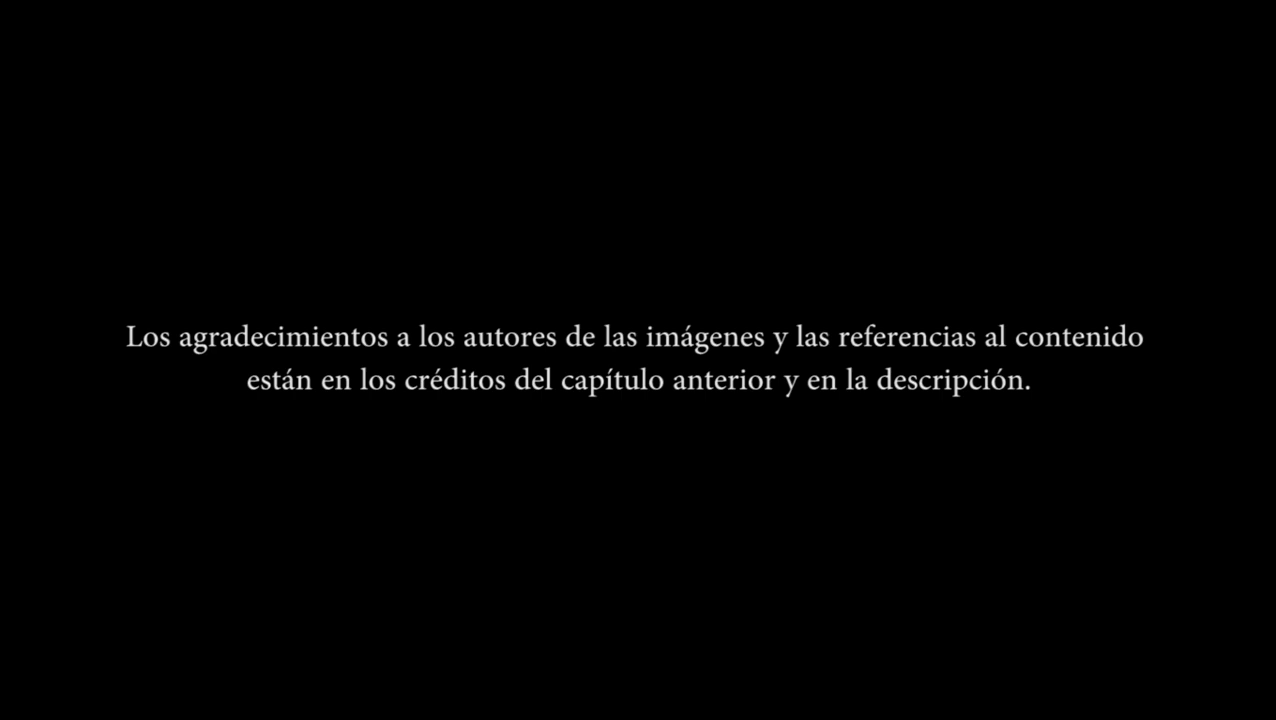 Los agradecimientos a los autores de las imágenes y las referencias al contenido
están en los créditos del capítulo anterior y en la descripción.